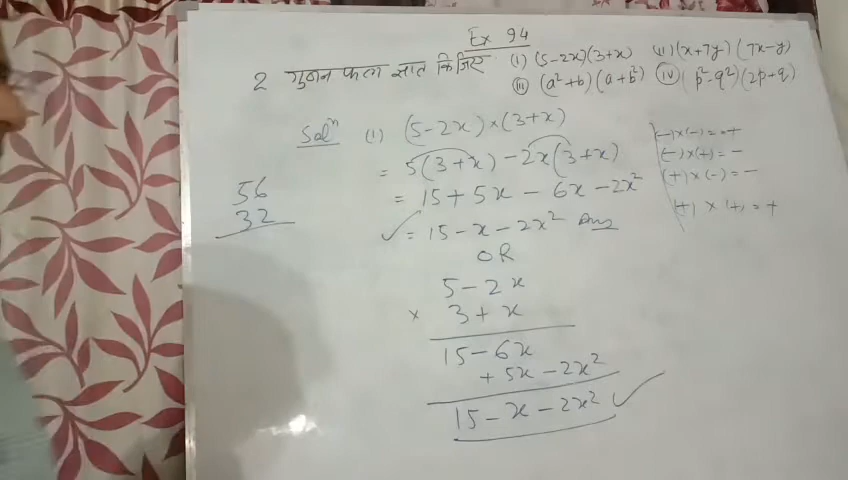 Ex 94
2 गुणन फल ज्ञात किजिए (i) (5-2x)(3+x) (ii) (x+7y) (7x-y)
(iii) (a²+b)(a+b²) (iv) (p²-q²)(2p+q)
Solⁿ (i) (5-2x)×(3+x)
= 5(3+x) - 2x(3+x)
= 15 + 5x - 6x - 2x²
✓ = 15 - x - 2x² Ans
OR
5 - 2x
× 3 + x
15 - 6x
+ 5x - 2x²
15 - x - 2x² ✓
56
32
(-)×(-) = +
(-)×(+) = -
(+)×(-) = -
(+) × (+) = +